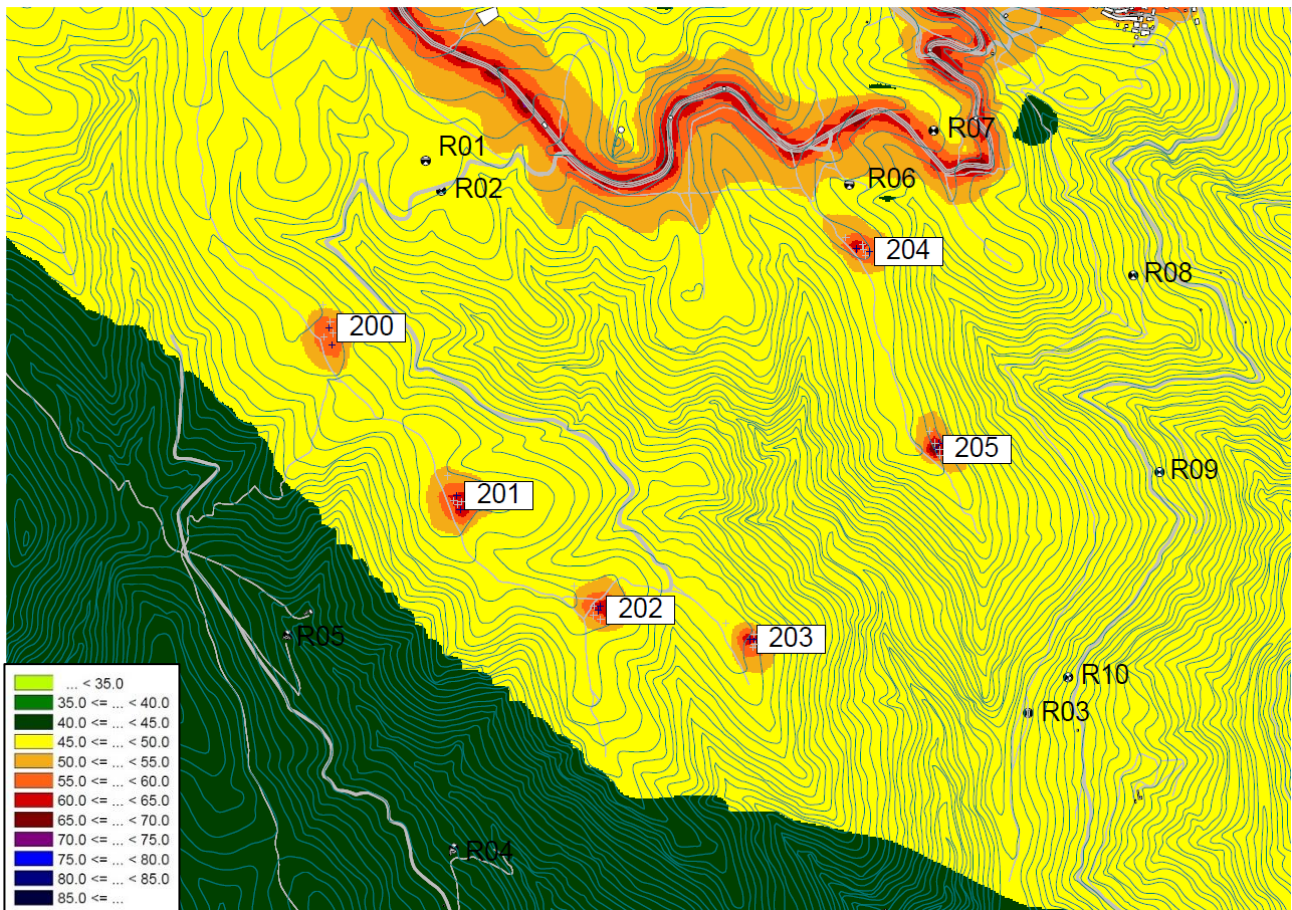 R01
R07
R02
R06
204
R08
200
205
R09
201
202
203
R05
R10
R03
R04
... < 35.0
35.0 <= ... < 40.0
40.0 <= ... < 45.0
45.0 <= ... < 50.0
50.0 <= ... < 55.0
55.0 <= ... < 60.0
60.0 <= ... < 65.0
65.0 <= ... < 70.0
70.0 <= ... < 75.0
75.0 <= ... < 80.0
80.0 <= ... < 85.0
85.0 <= ...